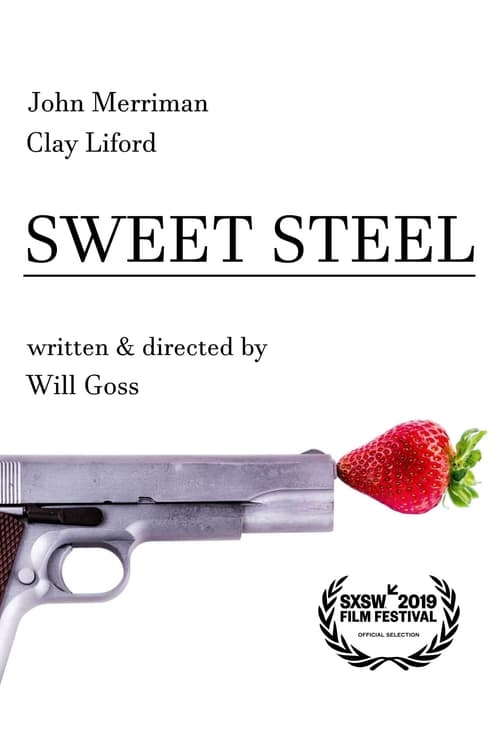 John Merriman
Clay Liford
SWEET STEEL
written & directed by
Will Goss
SXSW 2019
FILM FESTIVAL
OFFICIAL SELECTION